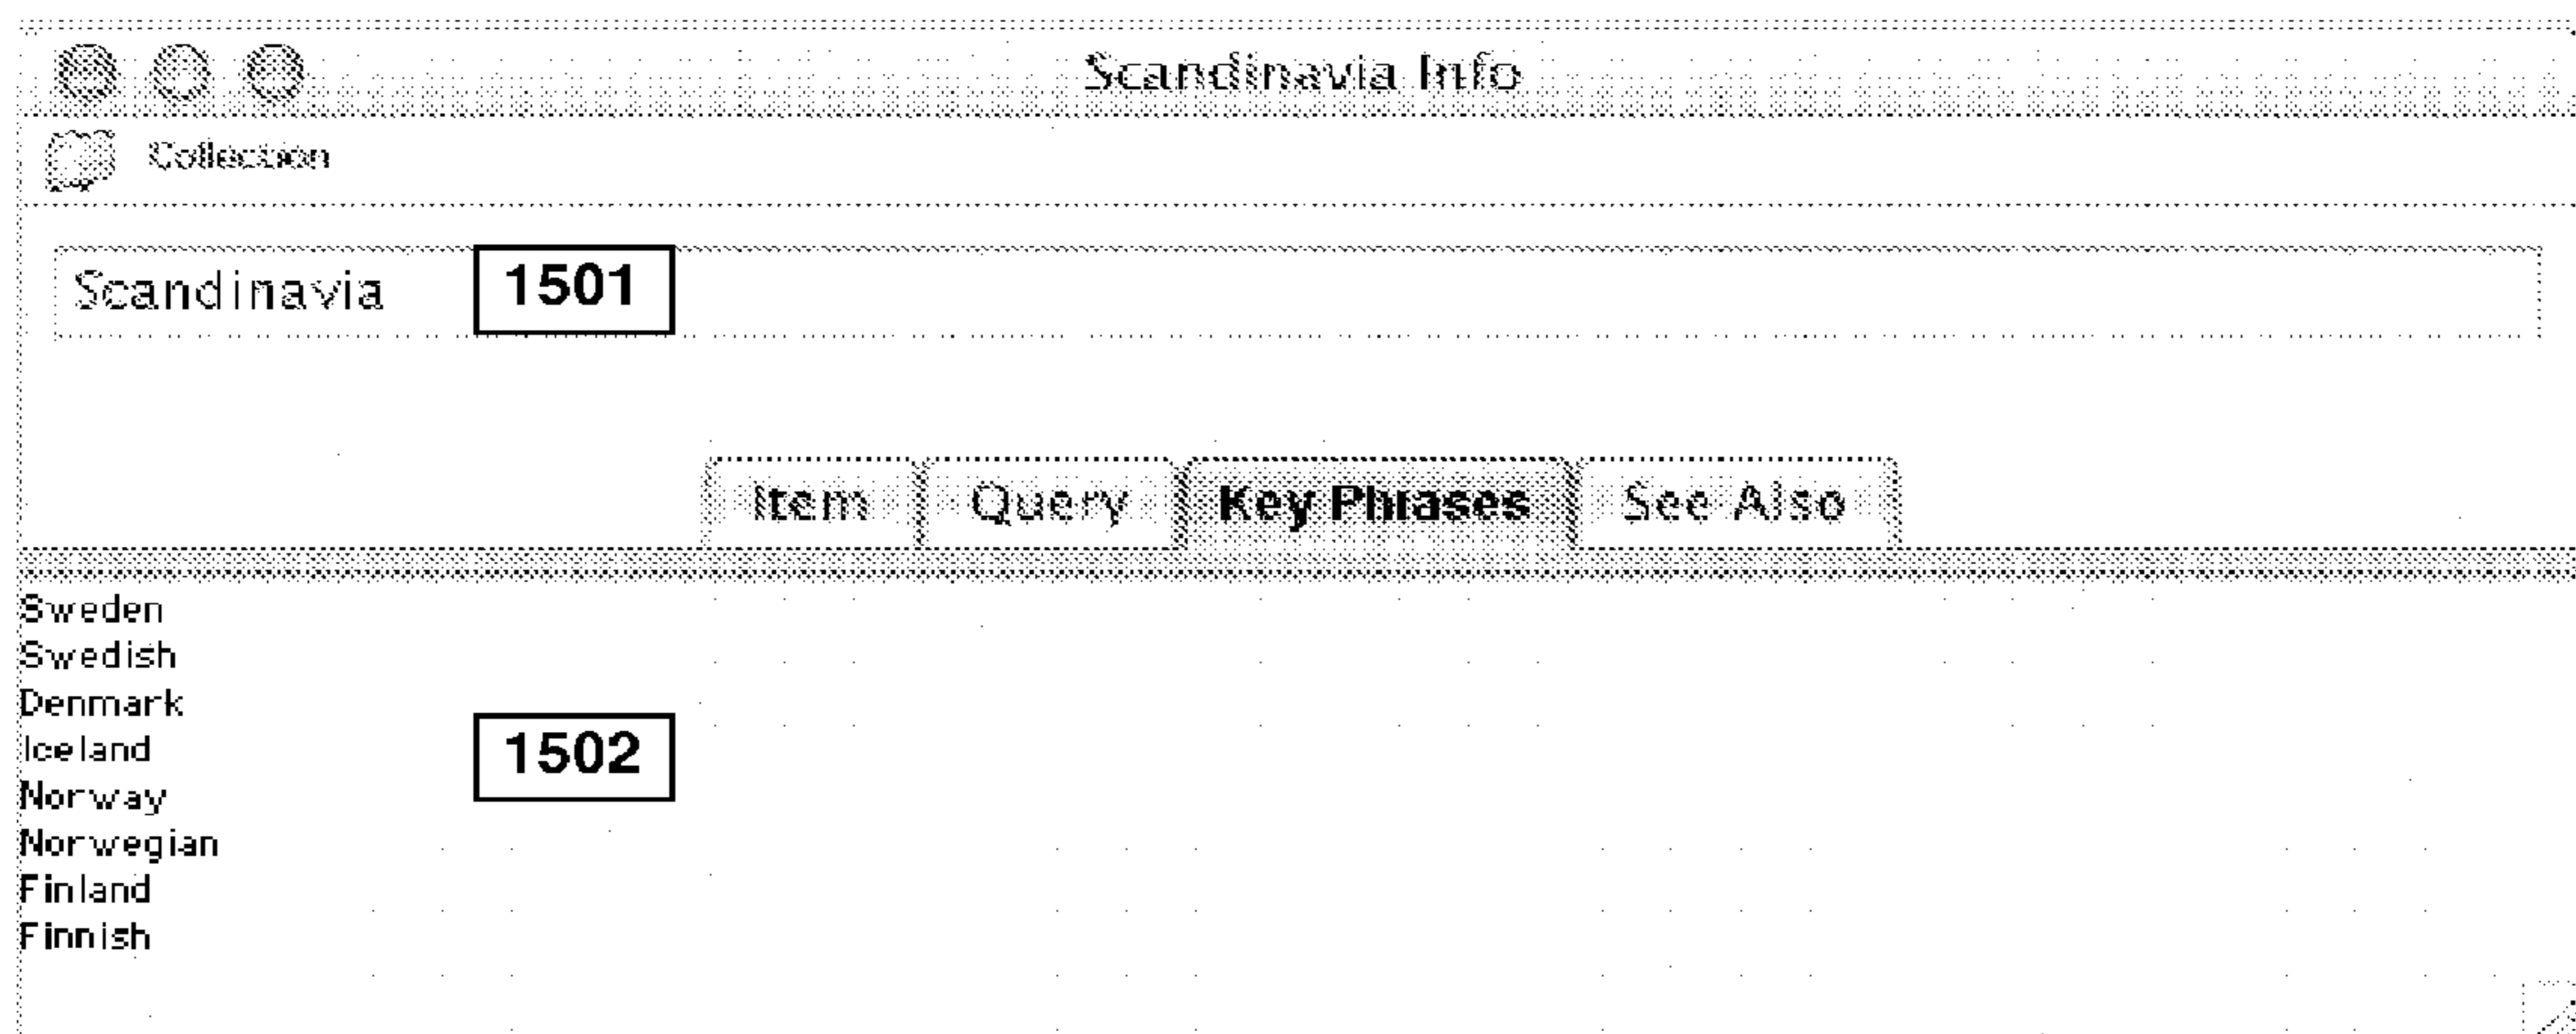 Scandinavia Info
Collection
Scandinavia 1501
Item Query Key Phrases See Also
Sweden
Swedish
Denmark
1502
Iceland
Norway
Norwegian
Finland
Finnish